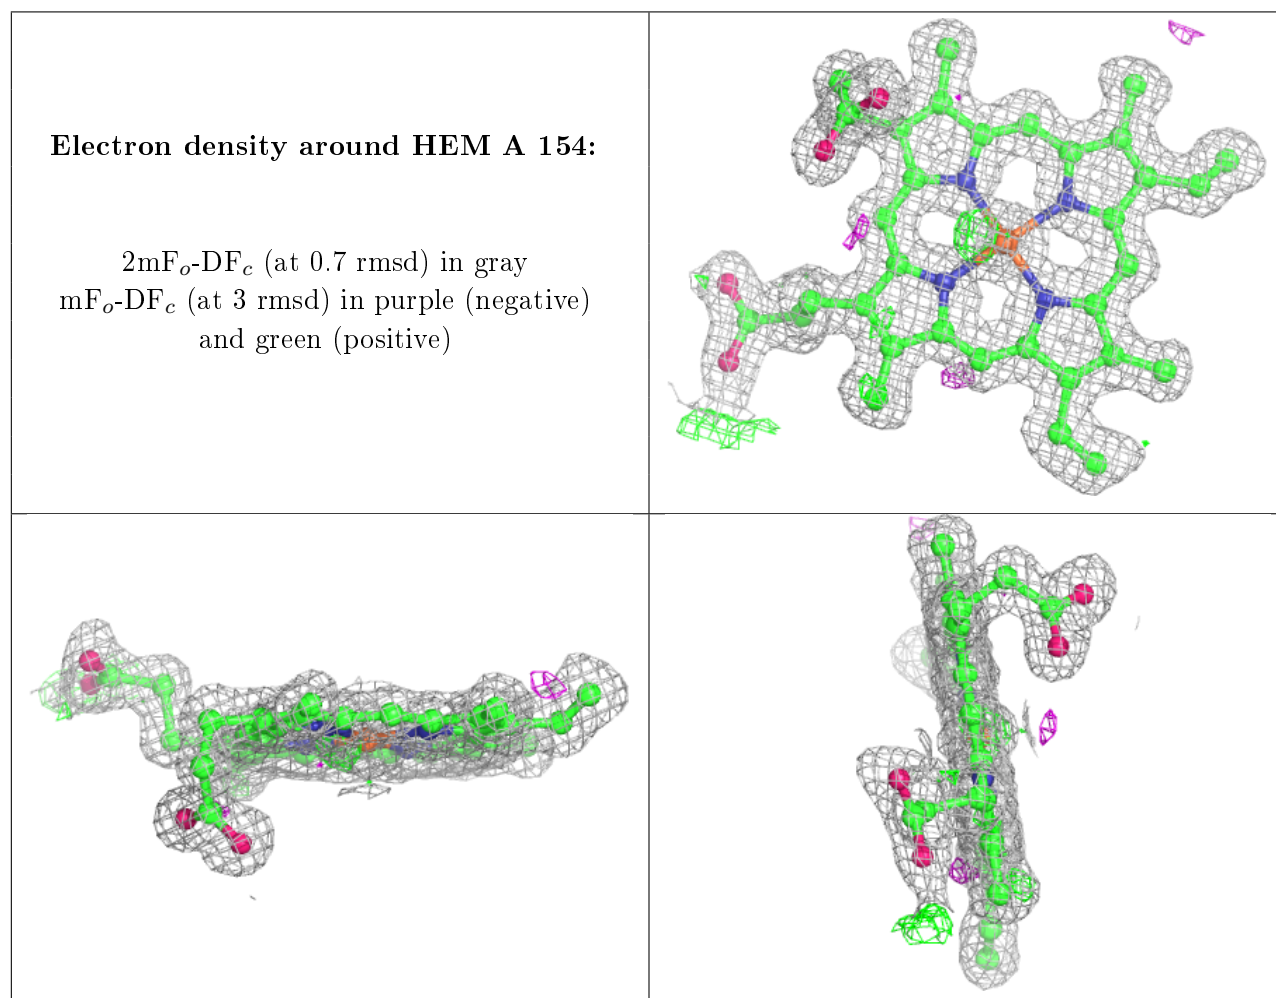 Electron density around HEM A 154:
2mFo-DFc (at 0.7 rmsd) in gray
mFo-DFc (at 3 rmsd) in purple (negative)
and green (positive)